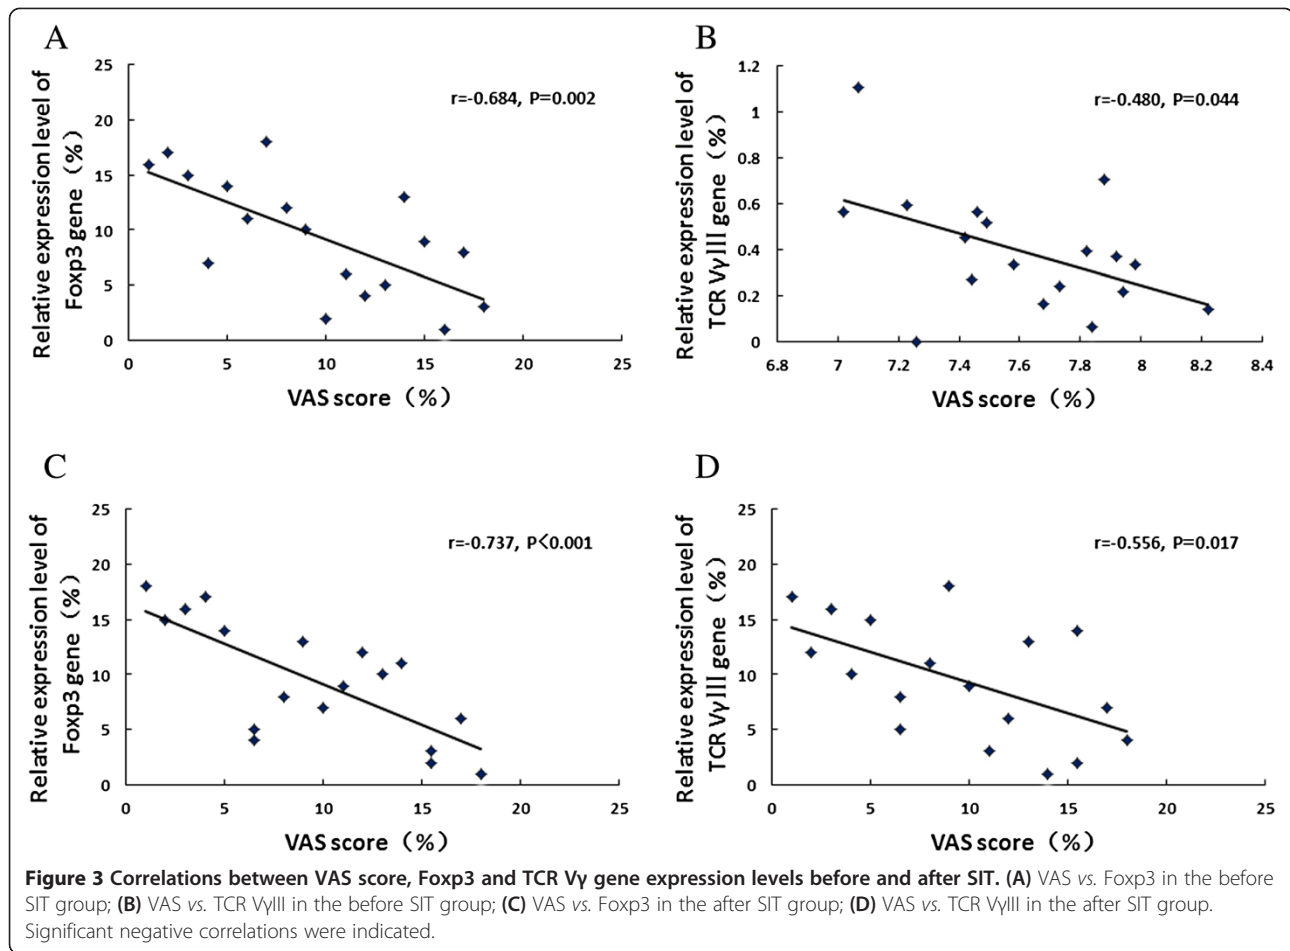 A
Relative expression level of
Foxp3 gene (%)
25
20
15
10
5
0
r=-0.684, P=0.002
0 5 10 15 20 25
VAS score (%)
B
Relative expression level of
TCR VγIII gene (%)
1.2
1
0.8
0.6
0.4
0.2
0
r=-0.480, P=0.044
6.8 7 7.2 7.4 7.6 7.8 8 8.2 8.4
VAS score (%)
C
Relative expression level of
Foxp3 gene (%)
25
20
15
10
5
0
r=-0.737, P<0.001
0 5 10 15 20 25
VAS score (%)
D
Relative expression level of
TCR VγIII gene (%)
25
20
15
10
5
0
r=-0.556, P=0.017
0 5 10 15 20 25
VAS score (%)
Figure 3 Correlations between VAS score, Foxp3 and TCR Vγ gene expression levels before and after SIT. (A) VAS vs. Foxp3 in the before
SIT group; (B) VAS vs. TCR VγIII in the before SIT group; (C) VAS vs. Foxp3 in the after SIT group; (D) VAS vs. TCR VγIII in the after SIT group.
Significant negative correlations were indicated.